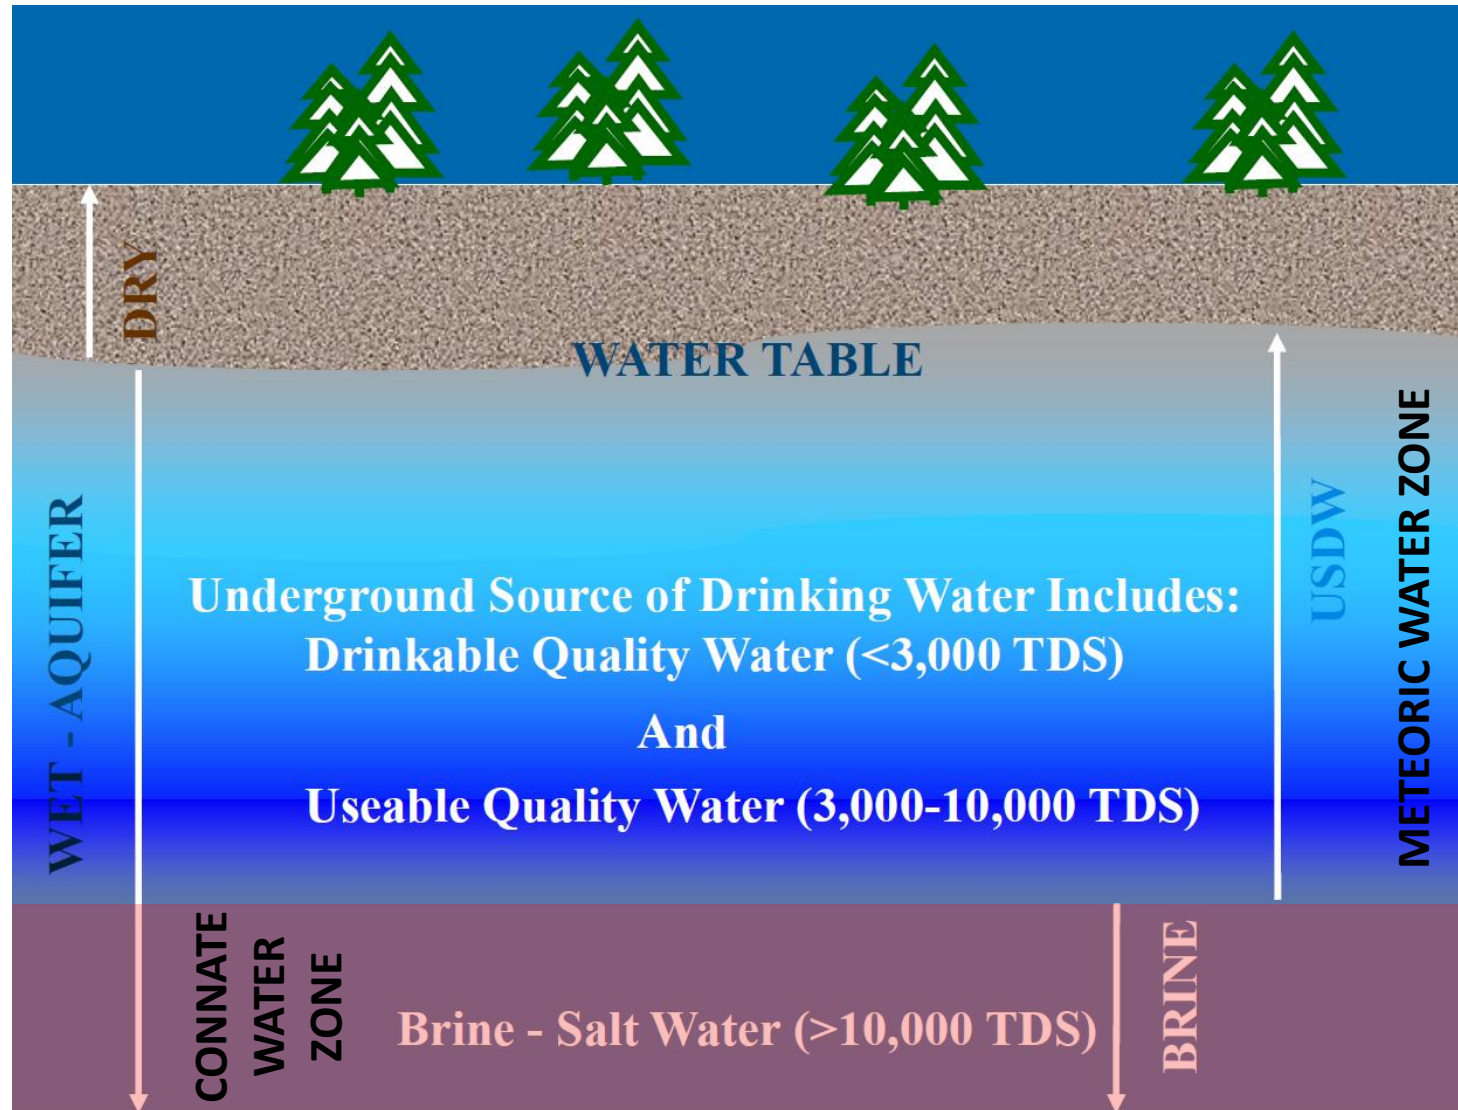 DRY
WATER TABLE
WET - AQUIFER
USDW
METEORIC WATER ZONE
Underground Source of Drinking Water Includes:
Drinkable Quality Water (<3,000 TDS)
And
Useable Quality Water (3,000-10,000 TDS)
CONNATE
WATER
ZONE
Brine - Salt Water (>10,000 TDS)
BRINE